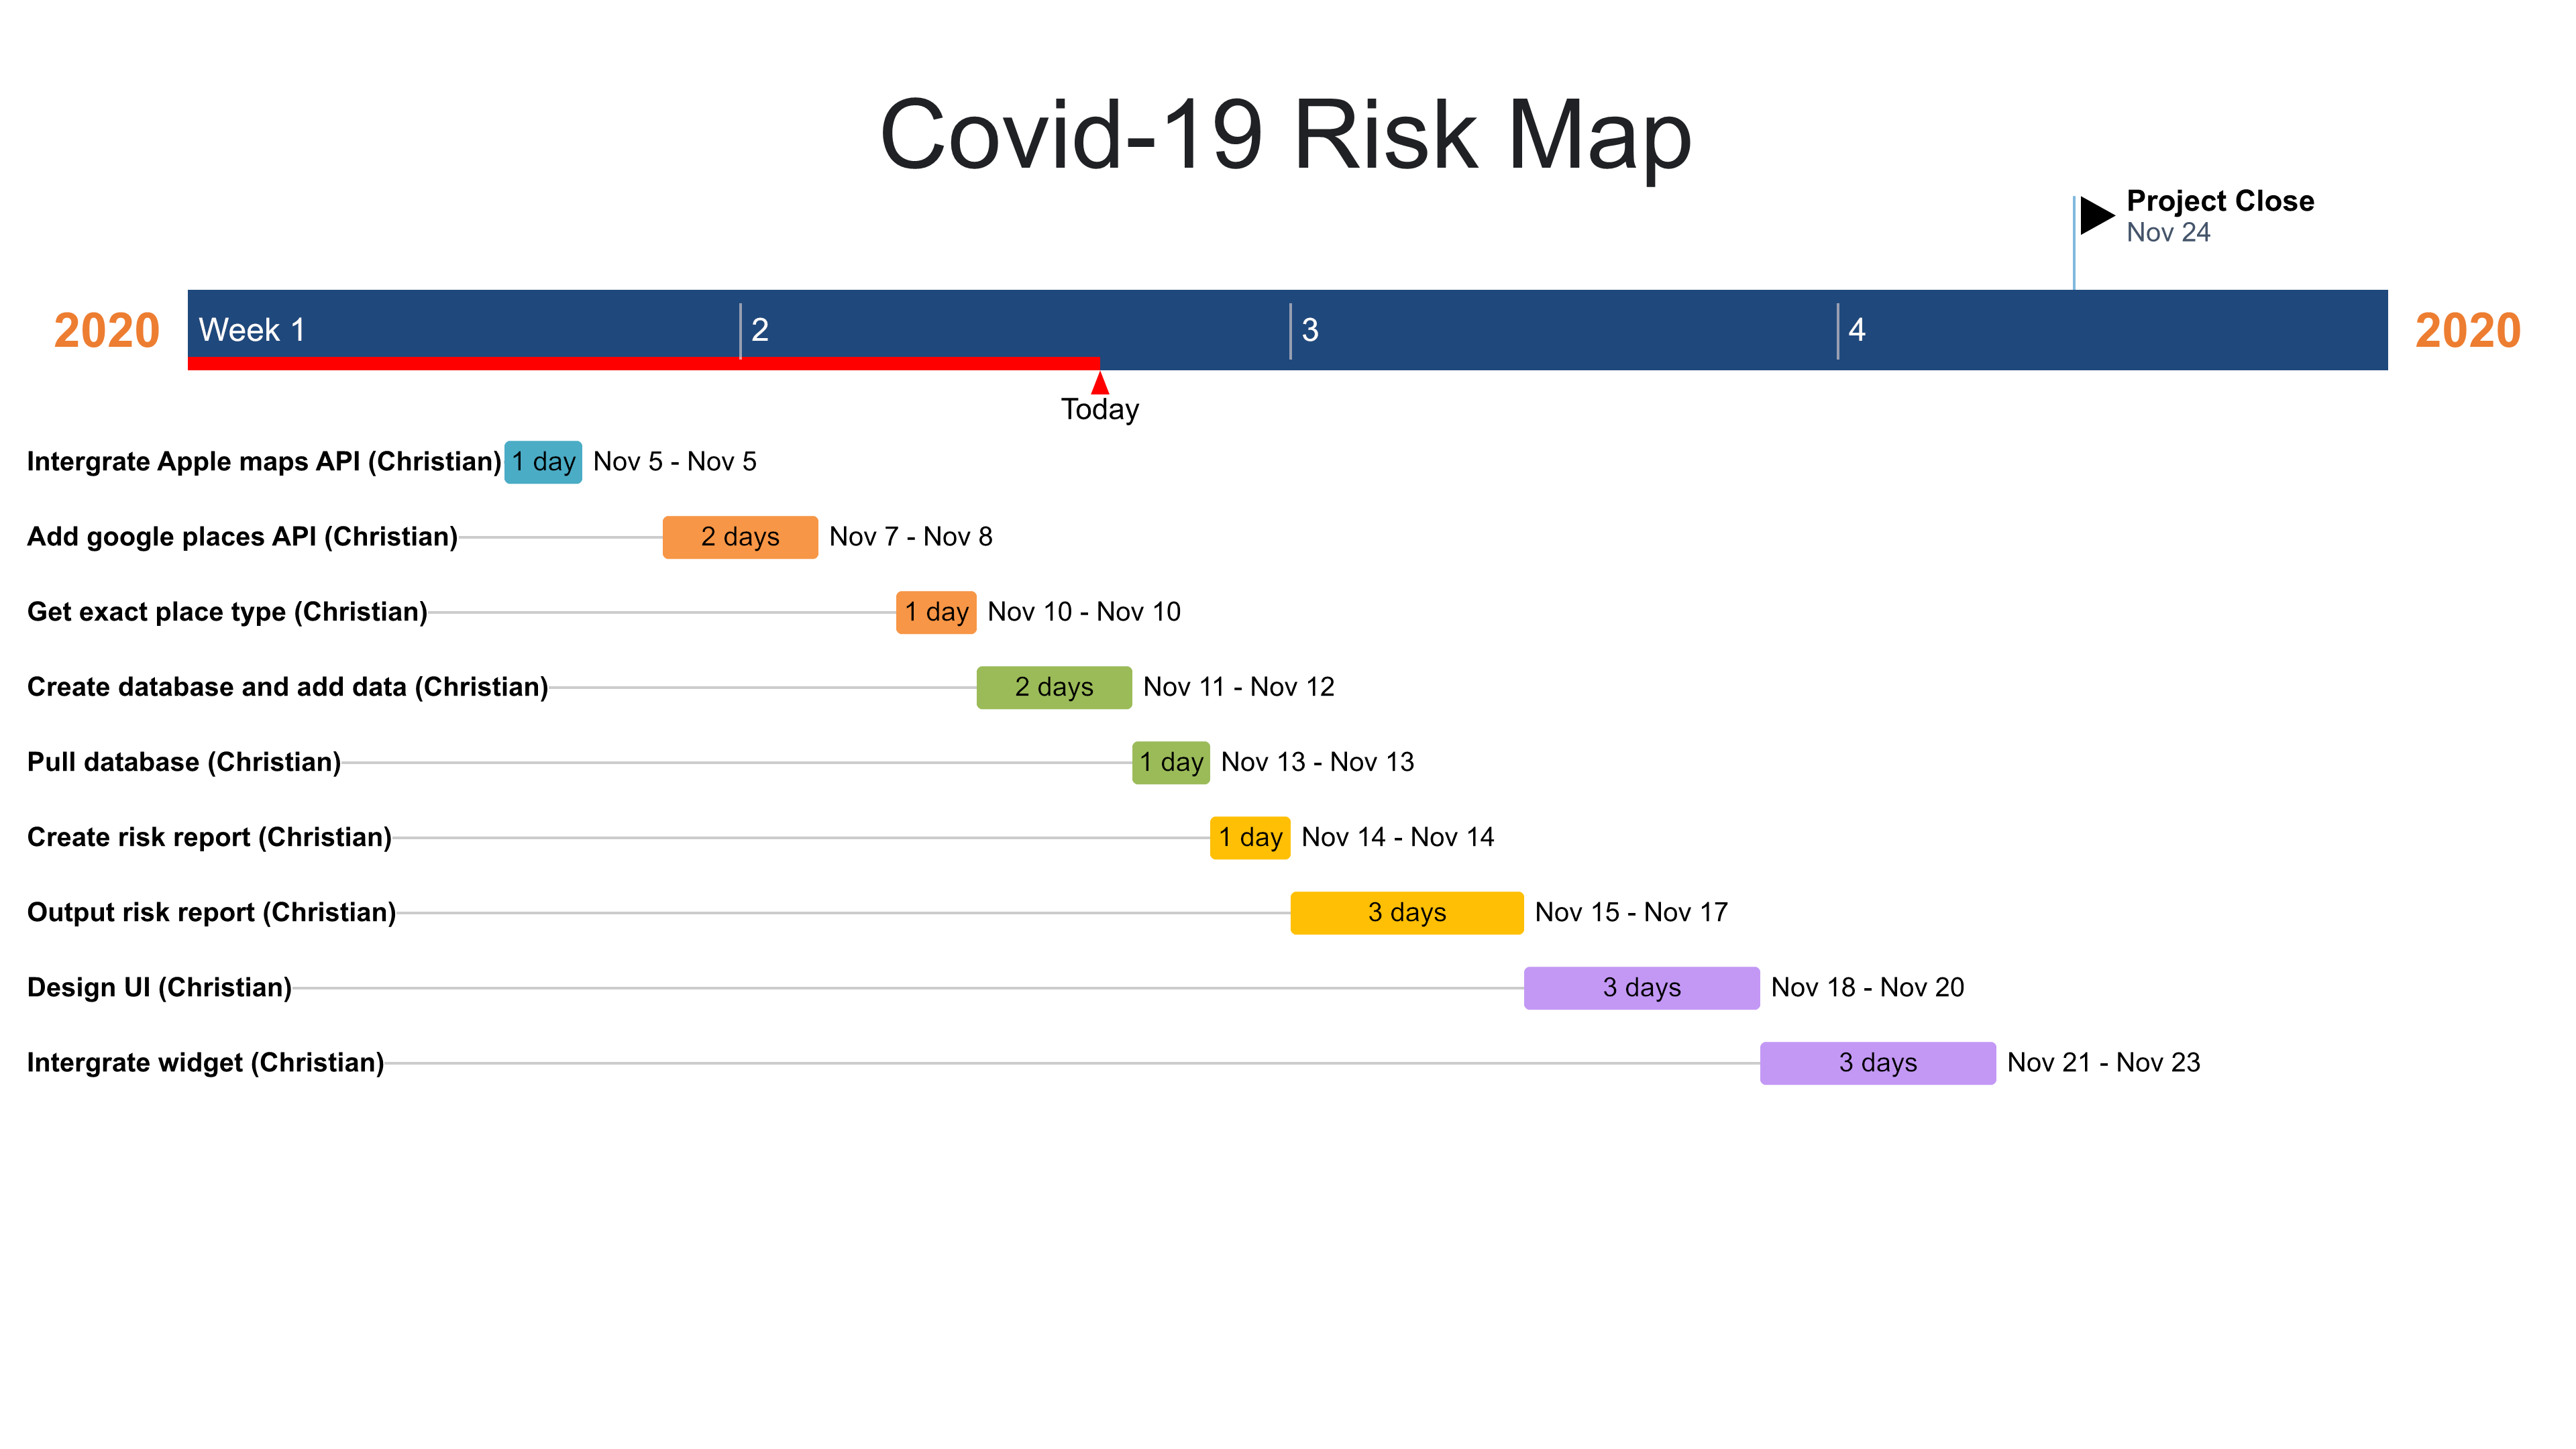 Covid-19 Risk Map
Project Close
Nov 24
2020 Week 1 2 3 4 2020
Today
Intergrate Apple maps API (Christian) 1 day Nov 5 - Nov 5
Add google places API (Christian) 2 days Nov 7 - Nov 8
Get exact place type (Christian) 1 day Nov 10 - Nov 10
Create database and add data (Christian) 2 days Nov 11 - Nov 12
Pull database (Christian) 1 day Nov 13 - Nov 13
Create risk report (Christian) 1 day Nov 14 - Nov 14
Output risk report (Christian) 3 days Nov 15 - Nov 17
Design UI (Christian) 3 days Nov 18 - Nov 20
Intergrate widget (Christian) 3 days Nov 21 - Nov 23